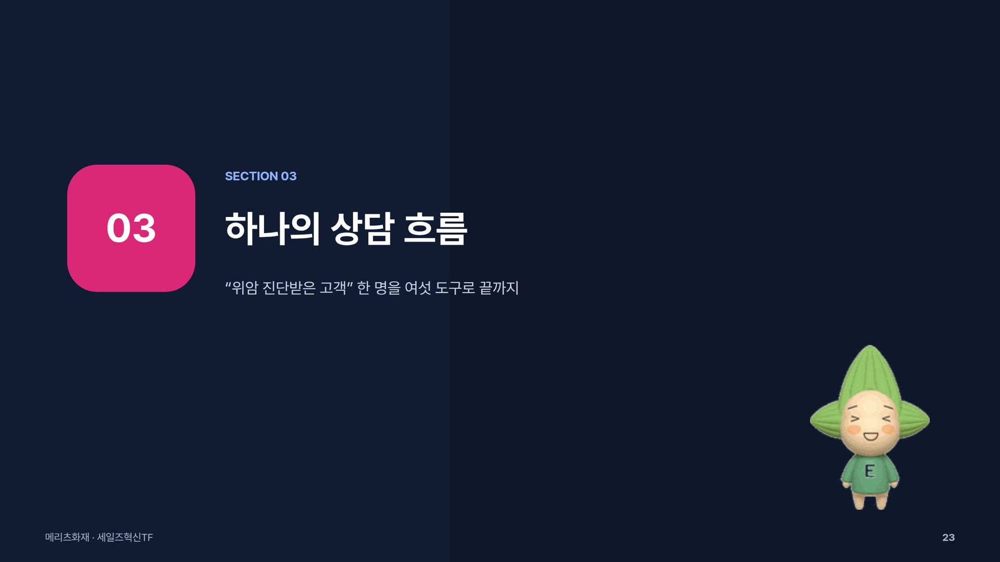 03
SECTION 03
하나의 상담 흐름
“위암 진단받은 고객” 한 명을 여섯 도구로 끝까지
E
메리츠화재 · 세일즈혁신TF
23